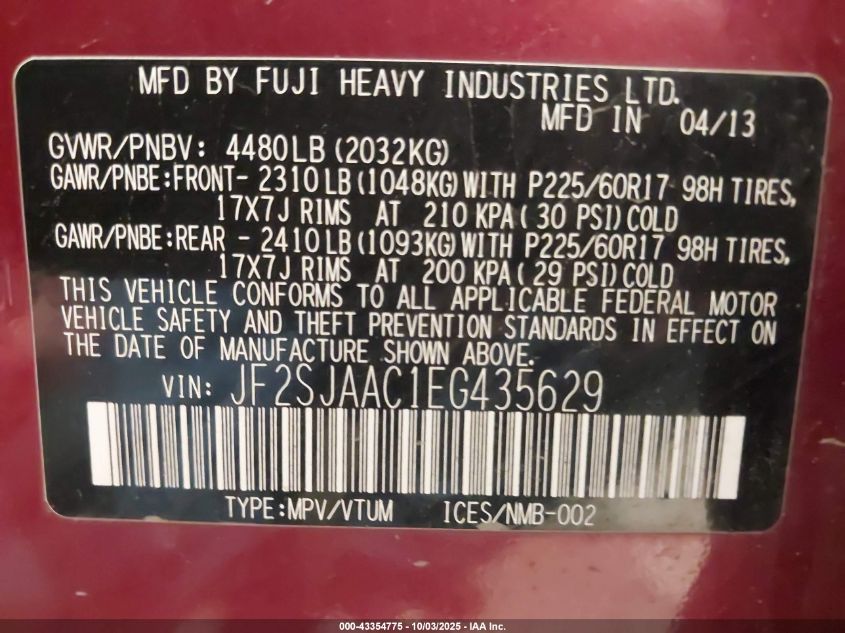 MFD BY FUJI HEAVY INDUSTRIES LTD.
MFD IN 04/13
GVWR/PNBV: 4480LB (2032KG)
GAWR/PNBE:FRONT- 2310LB(1048KG)WITH P225/60R17 98H TIRES,
17X7J RIMS AT 210 KPA(30 PSI)COLD
GAWR/PNBE:REAR - 2410LB(1093KG)WITH P225/60R17 98H TIRES,
17X7J RIMS AT 200 KPA(29 PSI)COLD
THIS VEHICLE CONFORMS TO ALL APPLICABLE FEDERAL MOTOR
VEHICLE SAFETY AND THEFT PREVENTION STANDARDS IN EFFECT ON
THE DATE OF MANUFACTURE SHOWN ABOVE.
VIN: JF2SJAAC1EG435629
TYPE:MPV/VTUM ICES/NMB-002
000-43354775 - 10/03/2025 - IAA Inc.